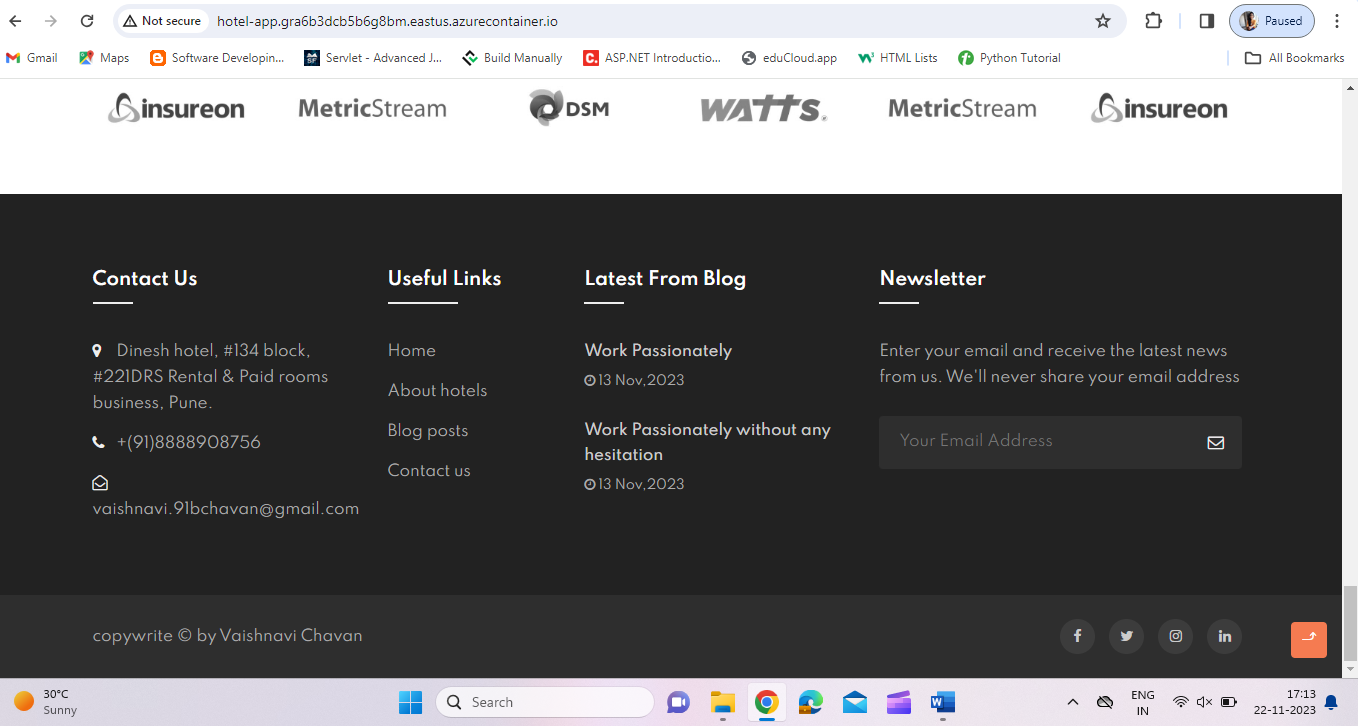 Not secure
hotel-app.gra6b3dcb5b6g8bm.eastus.azurecontainer.io
Paused
Gmail
Maps
Software Developin...
Servlet - Advanced J...
Build Manually
ASP.NET Introductio...
eduCloud.app
HTML Lists
Python Tutorial
All Bookmarks
insureon
MetricStream
DSM
WATTS
MetricStream
insureon
Contact Us
Dinesh hotel, #134 block,
#221DRS Rental & Paid rooms
business, Pune.
+(91)8888908756
vaishnavi.91bchavan@gmail.com
Useful Links
Home
About hotels
Blog posts
Contact us
Latest From Blog
Work Passionately
13 Nov,2023
Work Passionately without any
hesitation
13 Nov,2023
Newsletter
Enter your email and receive the latest news
from us. We'll never share your email address
Your Email Address
copywrite © by Vaishnavi Chavan
30°C
Sunny
Search
ENG
IN
17:13
22-11-2023